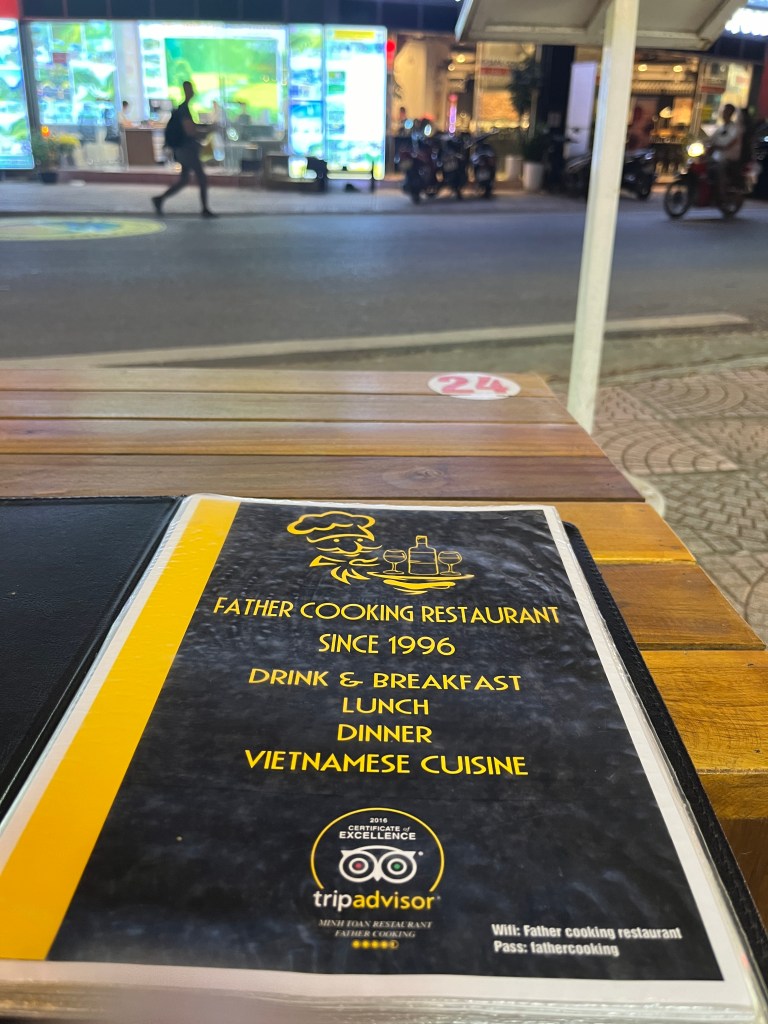 24
FATHER COOKING RESTAURANT
SINCE 1996
DRINK & BREAKFAST
LUNCH
DINNER
VIETNAMESE CUISINE
2016
CERTIFICATE of
EXCELLENCE
tripadvisor®
MINH TOAN RESTAURANT
FATHER COOKING
Wifi: Father cooking restaurant
Pass: fathercooking